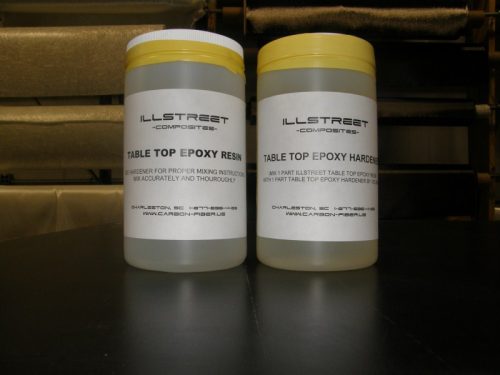 ILLSTREET
-COMPOSITES-
TABLE TOP EPOXY RESIN
HARDENER FOR PROPER MIXING INSTRUCTIONS
MIX ACCURATELY AND THOUROUGHLY
CHARLESTON, SC
WWW.CARBON-FIBER.US
ILLSTREET
-COMPOSITES-
TABLE TOP EPOXY HARDENER
MIX 1 PART ILLSTREET TABLE TOP EPOXY
WITH 1 PART TABLE TOP EPOXY HARDENER BY
CHARLESTON, SC
WWW.CARBON-FIBER.US